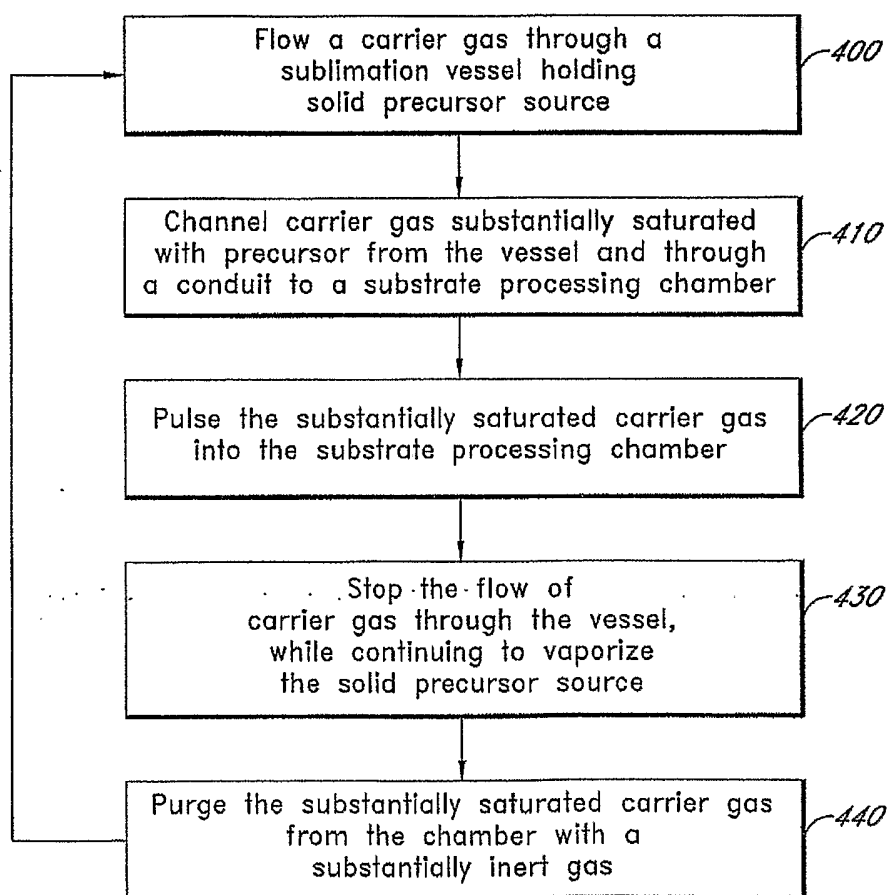 Flow a carrier gas through a
sublimation vessel holding
solid precursor source
400
Channel carrier gas substantially saturated
with precursor from the vessel and through
a conduit to a substrate processing chamber
410
Pulse the substantially saturated carrier gas
into the substrate processing chamber
420
Stop the flow of
carrier gas through the vessel,
while continuing to vaporize
the solid precursor source
430
Purge the substantially saturated carrier gas
from the chamber with a
substantially inert gas
440